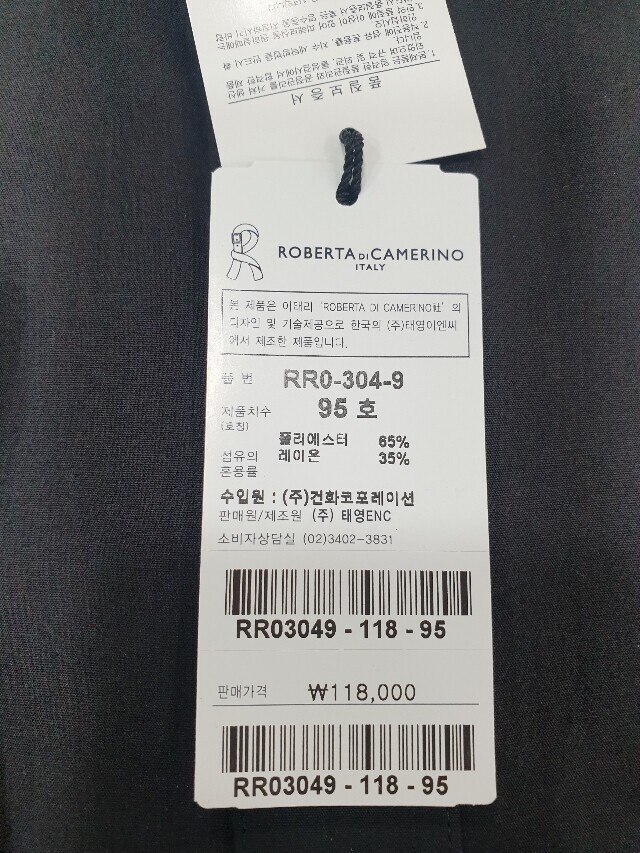 품질보증서
ROBERTA DI CAMERINO
ITALY
본 제품은 이태리 'ROBERTA DI CAMERINO社' 의
디자인 및 기술제공으로 한국의 (주)태영이엔씨
에서 제조한 제품입니다.
품 번 RR0-304-9
제품치수 95 호
(호칭)
폴리에스터 65%
섬유의 레이온 35%
혼용률
수입원 : (주)건화코포레이션
판매원/제조원 (주) 태영ENC
소비자상담실 (02)3402-3831
RR03049 - 118 - 95
판매가격 ₩118,000
RR03049 - 118 - 95